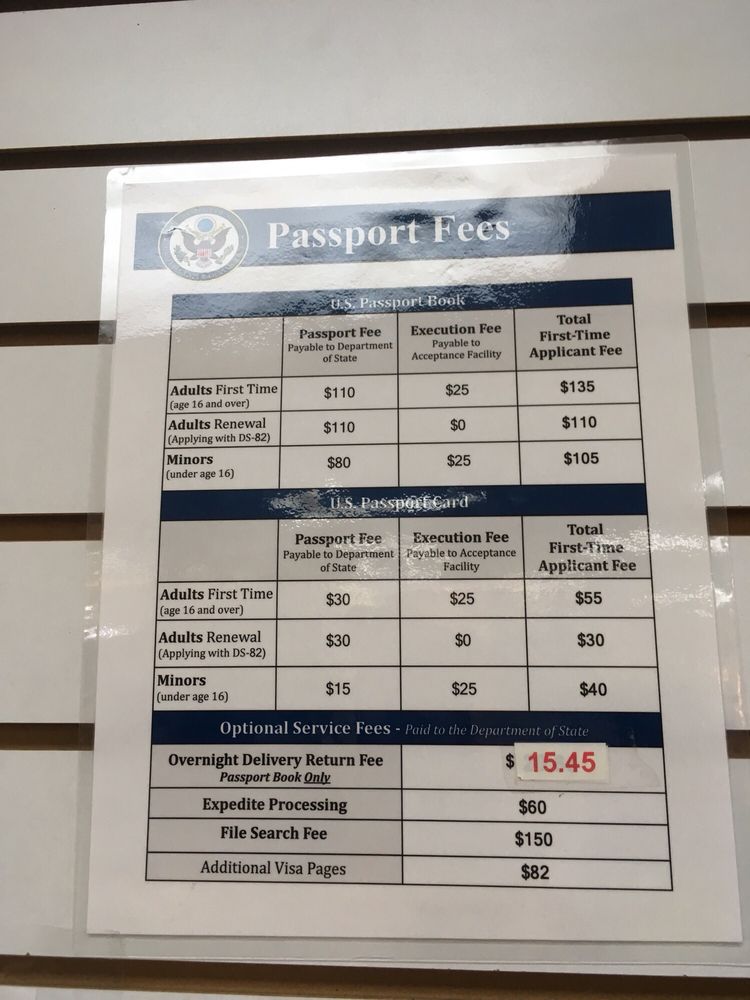 Passport Fees
U.S. Passport Book
Passport Fee
Payable to Department
of State
Execution Fee
Payable to
Acceptance Facility
Total
First-Time
Applicant Fee
Adults First Time
(age 16 and over)
$110
$25
$135
Adults Renewal
(Applying with DS-82)
$110
$0
$110
Minors
(under age 16)
$80
$25
$105
U.S. Passport Card
Passport Fee
Payable to Department
of State
Execution Fee
Payable to Acceptance
Facility
Total
First-Time
Applicant Fee
Adults First Time
(age 16 and over)
$30
$25
$55
Adults Renewal
(Applying with DS-82)
$30
$0
$30
Minors
(under age 16)
$15
$25
$40
Optional Service Fees - Paid to the Department of State
Overnight Delivery Return Fee
Passport Book Only
$ 15.45
Expedite Processing
$60
File Search Fee
$150
Additional Visa Pages
$82